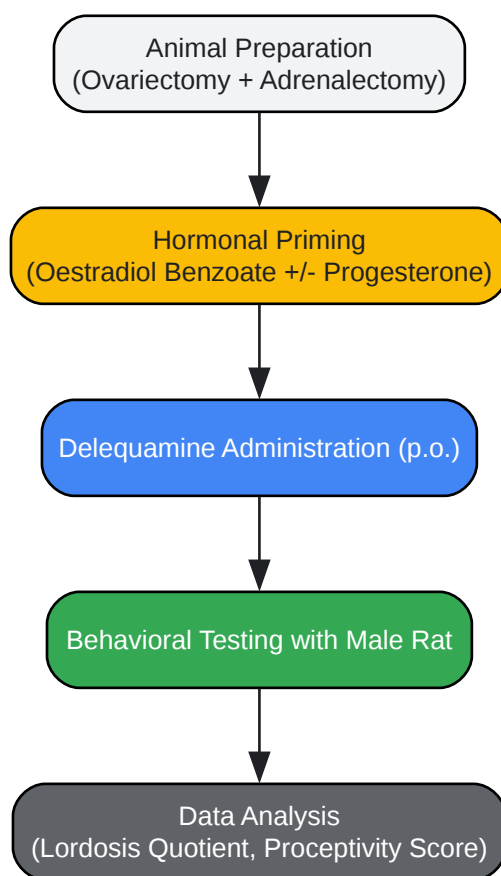 Animal Preparation
(Ovariectomy + Adrenalectomy)
Hormonal Priming
(Oestradiol Benzoate +/- Progesterone)
Delequamine Administration (p.o.)
Behavioral Testing with Male Rat
Data Analysis
(Lordosis Quotient, Proceptivity Score)